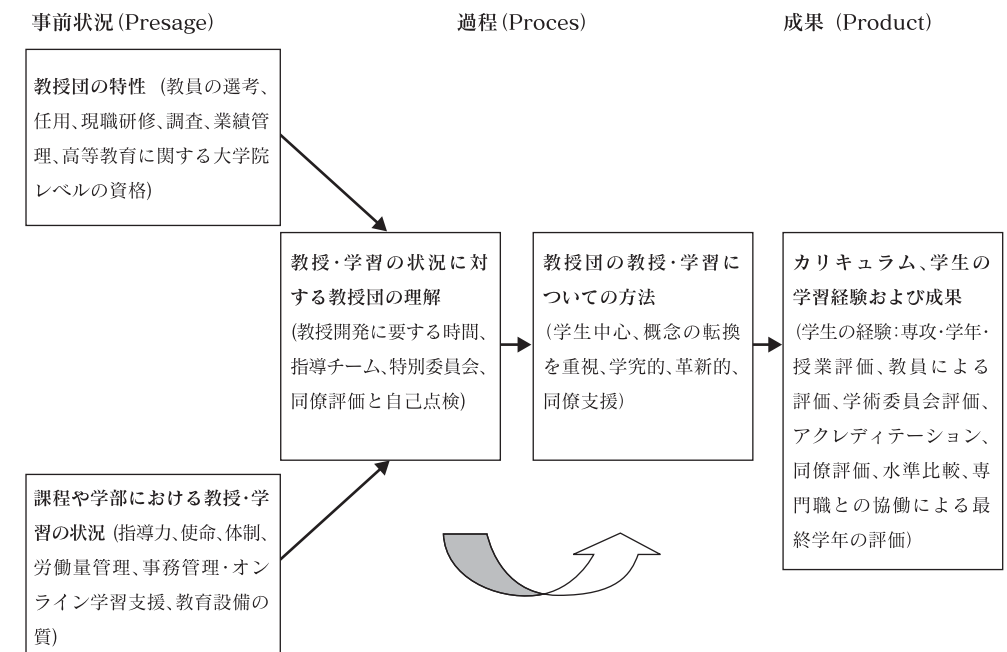 事前状況(Presage)
過程(Proces)
成果 (Product)
教授団の特性 (教員の選考、
任用、現職研修、調査、業績管
理、高等教育に関する大学院
レベルの資格)
教授・学習の状況に対
する教授団の理解
(教授開発に要する時間、
指導チーム、特別委員会、
同僚評価と自己点検)
教授団の教授・学習に
ついての方法
(学生中心、概念の転換
を重視、学究的、革新的、
同僚支援)
カリキュラム、学生の
学習経験および成果
(学生の経験:専攻・学年・
授業評価、教員による
評価、学術委員会評価、
アクレディテーション、
同僚評価、水準比較、専
門職との協働による最
終学年の評価)
課程や学部における教授・学
習の状況 (指導力、使命、体制、
労働量管理、事務管理・オン
ライン学習支援、教育設備の
質)